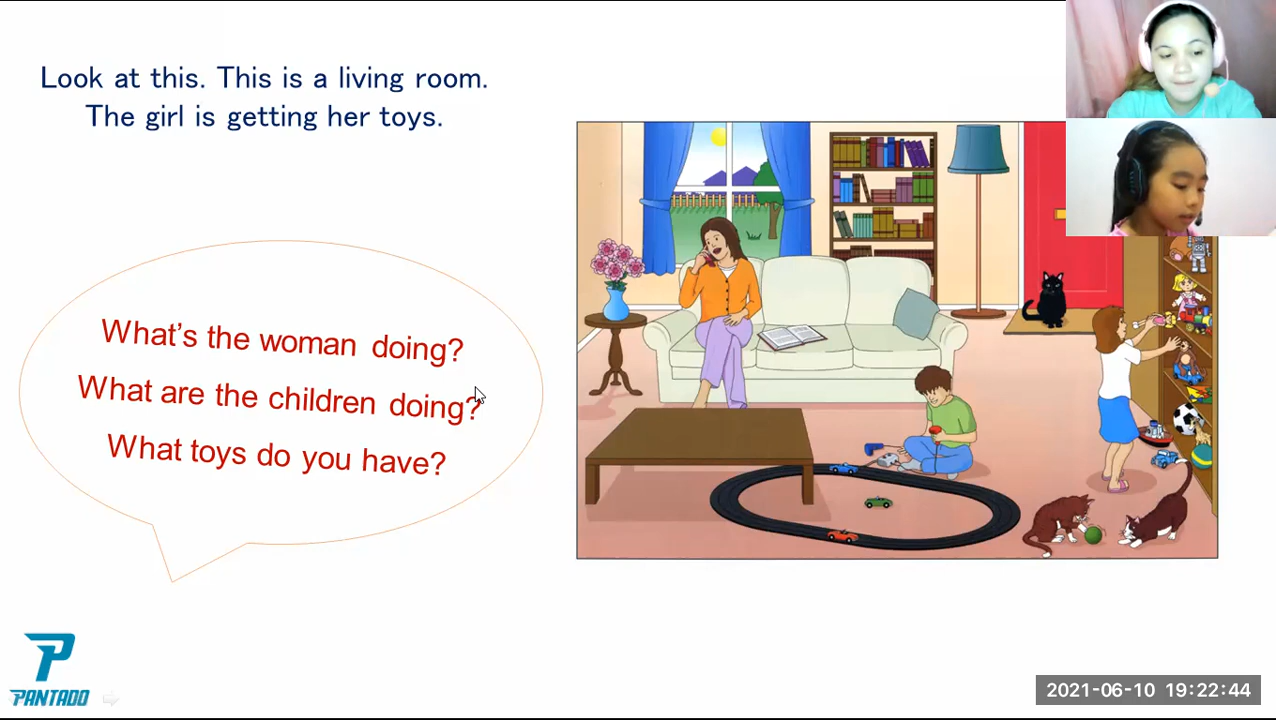 Look at this. This is a living room.
The girl is getting her toys.
What's the woman doing?
What are the children doing?
What toys do you have?
PANTADO
2021-06-10 19:22:44